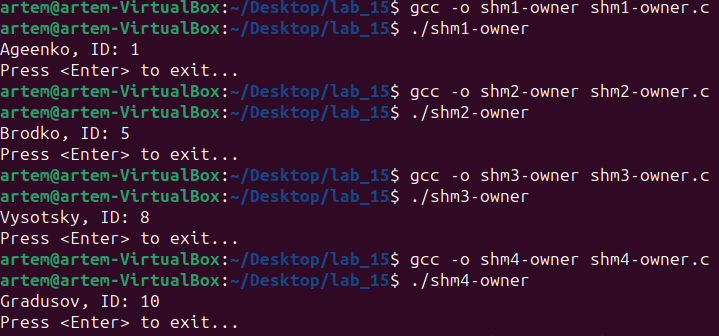 artem@artem-VirtualBox:~/Desktop/lab_15$ gcc -o shm1-owner shm1-owner.c
artem@artem-VirtualBox:~/Desktop/lab_15$ ./shm1-owner
Ageenko, ID: 1
Press <Enter> to exit...
artem@artem-VirtualBox:~/Desktop/lab_15$ gcc -o shm2-owner shm2-owner.c
artem@artem-VirtualBox:~/Desktop/lab_15$ ./shm2-owner
Brodko, ID: 5
Press <Enter> to exit...
artem@artem-VirtualBox:~/Desktop/lab_15$ gcc -o shm3-owner shm3-owner.c
artem@artem-VirtualBox:~/Desktop/lab_15$ ./shm3-owner
Vysotsky, ID: 8
Press <Enter> to exit...
artem@artem-VirtualBox:~/Desktop/lab_15$ gcc -o shm4-owner shm4-owner.c
artem@artem-VirtualBox:~/Desktop/lab_15$ ./shm4-owner
Gradusov, ID: 10
Press <Enter> to exit...